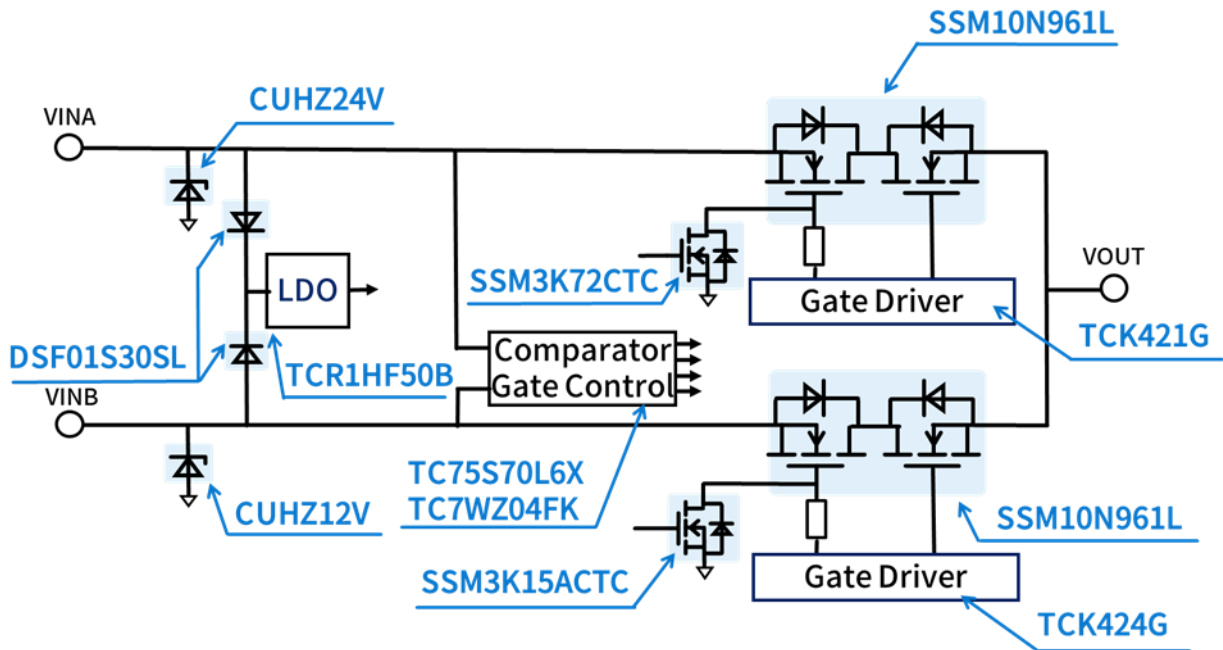 SSM10N961L
CUHZ24V
VINA
LDO
SSM3K72CTC
Gate Driver
VOUT
TCK421G
DSF01S30SL
TCR1HF50B
Comparator
Gate Control
VINB
TC75S70L6X
TC7WZ04FK
CUHZ12V
SSM10N961L
SSM3K15ACTC
Gate Driver
TCK424G